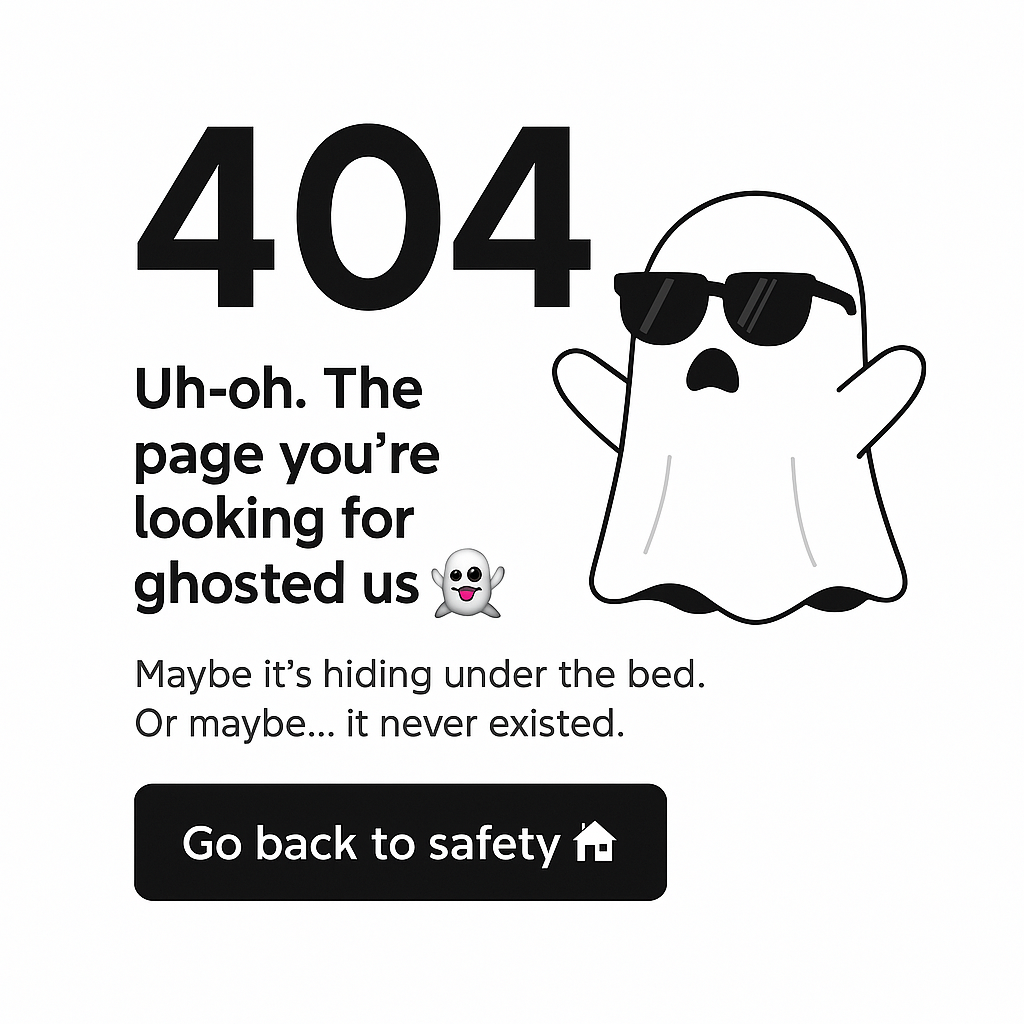 404
Uh-oh. The
page you’re
looking for
ghosted us 👻
Maybe it’s hiding under the bed.
Or maybe... it never existed.
Go back to safety 🏠